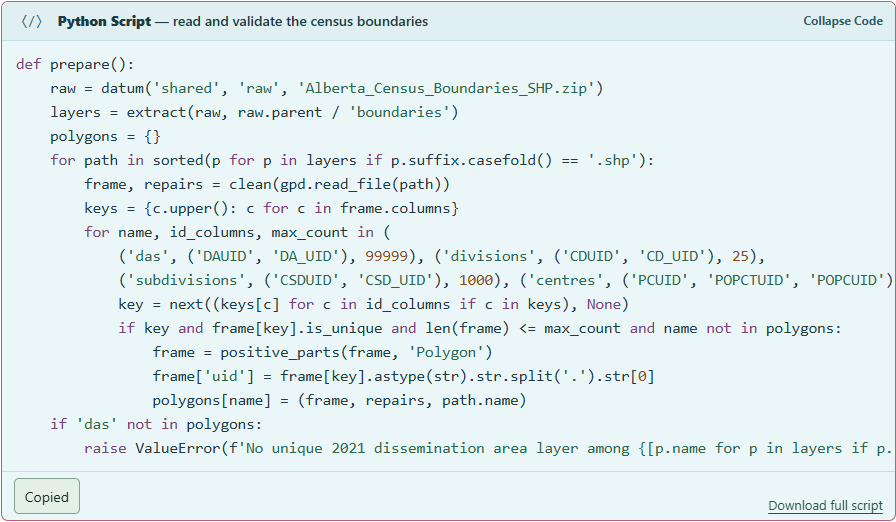 </> Python Script — read and validate the census boundaries Collapse Code
def prepare():
    raw = datum('shared', 'raw', 'Alberta_Census_Boundaries_SHP.zip')
    layers = extract(raw, raw.parent / 'boundaries')
    polygons = {}
    for path in sorted(p for p in layers if p.suffix.casefold() == '.shp'):
        frame, repairs = clean(gpd.read_file(path))
        keys = {c.upper(): c for c in frame.columns}
        for name, id_columns, max_count in (
            ('das', ('DAUID', 'DA_UID'), 99999), ('divisions', ('CDUID', 'CD_UID'), 25),
            ('subdivisions', ('CSDUID', 'CSD_UID'), 1000), ('centres', ('PCUID', 'POPCTUID', 'POPCUID')
            key = next((keys[c] for c in id_columns if c in keys), None)
            if key and frame[key].is_unique and len(frame) <= max_count and name not in polygons:
                frame = positive_parts(frame, 'Polygon')
                frame['uid'] = frame[key].astype(str).str.split('.').str[0]
                polygons[name] = (frame, repairs, path.name)
    if 'das' not in polygons:
        raise ValueError(f'No unique 2021 dissemination area layer among {[p.name for p in layers if p.
Copied
Download full script